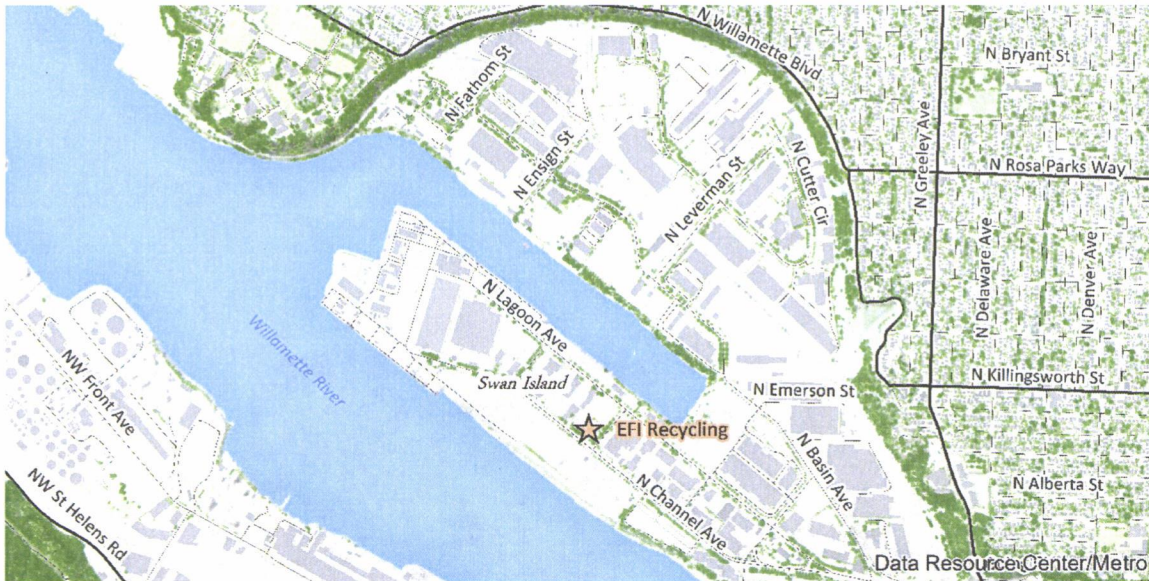 N Willamette Blvd
N Bryant St
N Fathom St
N Greeley Ave
N Rosa Parks Way
N Ensign St
N Cutter Cir
N Leverman St
N Delaware Ave
N Denver Ave
N Lagoon Ave
Willamette River
NW Front Ave
Swan Island
N Killingsworth St
N Emerson St
EFI Recycling
N Basin Ave
N Channel Ave
N Alberta St
NW St Helens Rd
Data Resource Center/Metro